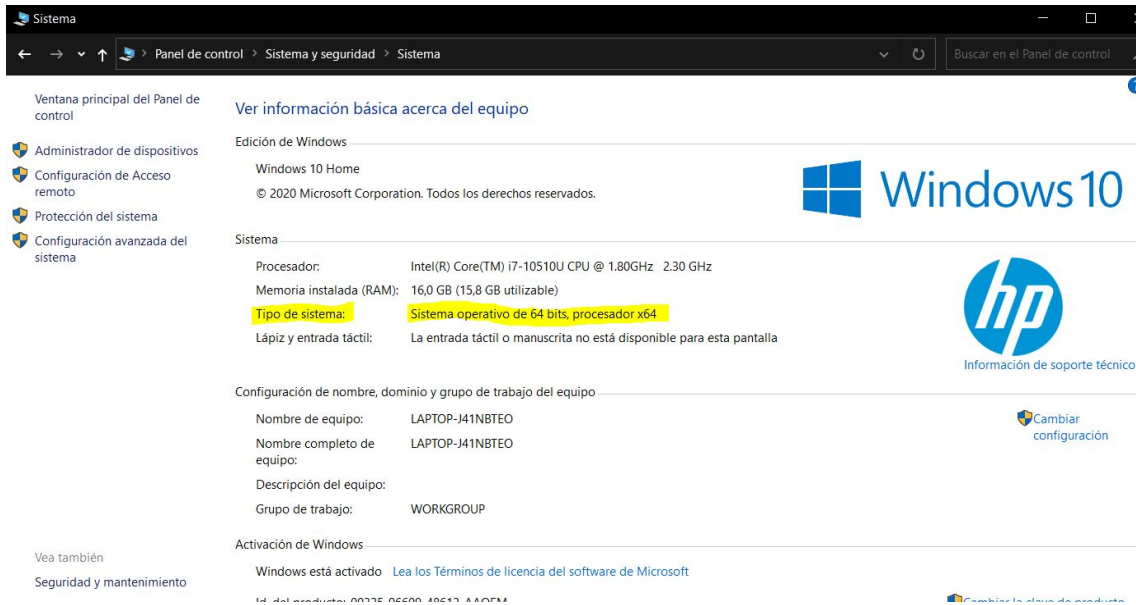 Sistema
Panel de control > Sistema y seguridad > Sistema
Buscar en el Panel de control
Ventana principal del Panel de
control
Administrador de dispositivos
Configuración de Acceso
remoto
Protección del sistema
Configuración avanzada del
sistema
Vea también
Seguridad y mantenimiento
Ver información básica acerca del equipo
Edición de Windows
Windows 10 Home
© 2020 Microsoft Corporation. Todos los derechos reservados.
Windows 10
Sistema
Procesador: Intel(R) Core(TM) i7-10510U CPU @ 1.80GHz 2.30 GHz
Memoria instalada (RAM): 16,0 GB (15,8 GB utilizable)
Tipo de sistema: Sistema operativo de 64 bits, procesador x64
Lápiz y entrada táctil: La entrada táctil o manuscrita no está disponible para esta pantalla
hp
Información de soporte técnico
Configuración de nombre, dominio y grupo de trabajo del equipo
Nombre de equipo: LAPTOP-J41NBTEO
Nombre completo de LAPTOP-J41NBTEO
equipo:
Descripción del equipo:
Grupo de trabajo: WORKGROUP
Cambiar
configuración
Activación de Windows
Windows está activado Lea los Términos de licencia del software de Microsoft
Id. del producto:
Cambiar la clave de producto